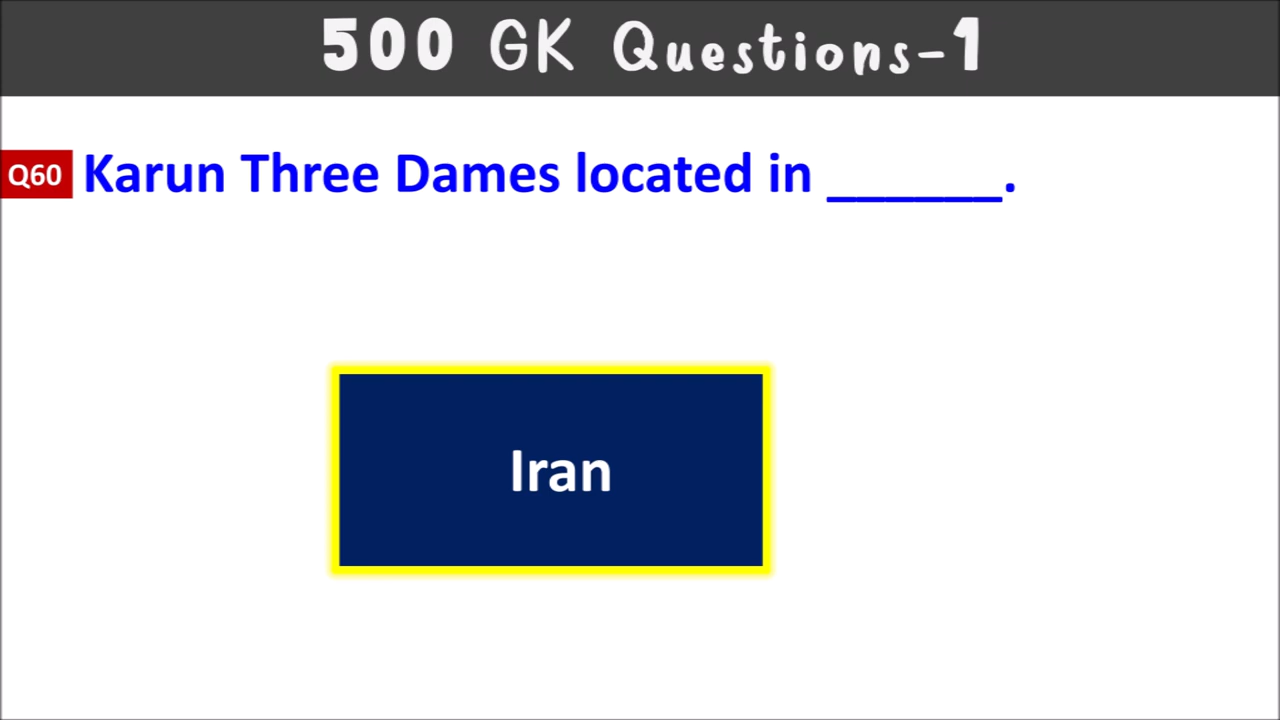 500 GK Questions-1
Q60 Karun Three Dames located in ______.
Iran